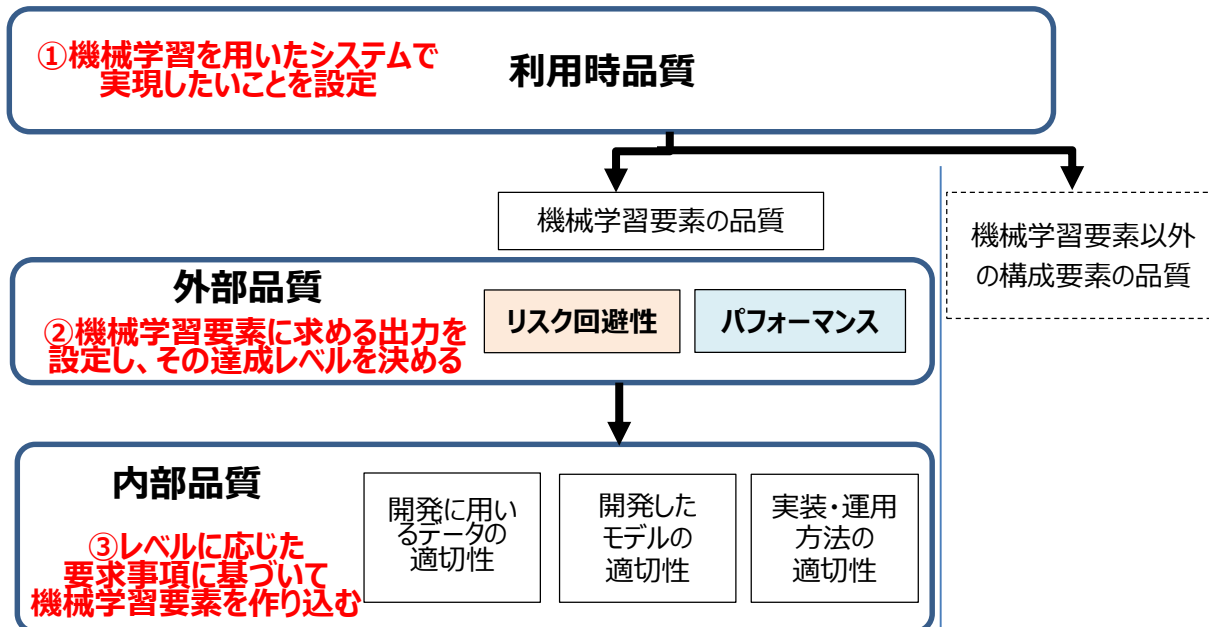 ①機械学習を用いたシステムで
実現したいことを設定
利用時品質
機械学習要素の品質
機械学習要素以外
の構成要素の品質
外部品質
②機械学習要素に求める出力を
設定し、その達成レベルを決める
リスク回避性
パフォーマンス
内部品質
③レベルに応じた
要求事項に基づいて
機械学習要素を作り込む
開発に用い
るデータの
適切性
開発した
モデルの
適切性
実装・運用
方法の
適切性